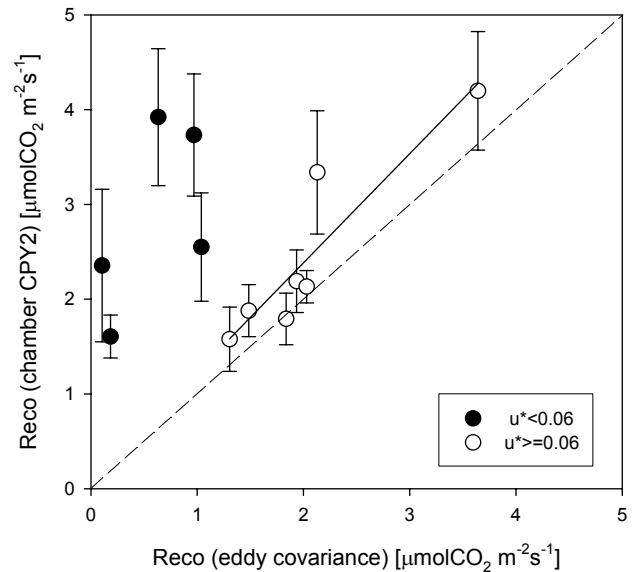 5
4
3
2
1
0
0 1 2 3 4 5
Reco (chamber CPY2) [μmolCO₂ m⁻²s⁻¹]
u*<0.06
u*>=0.06
Reco (eddy covariance) [μmolCO₂ m⁻²s⁻¹]